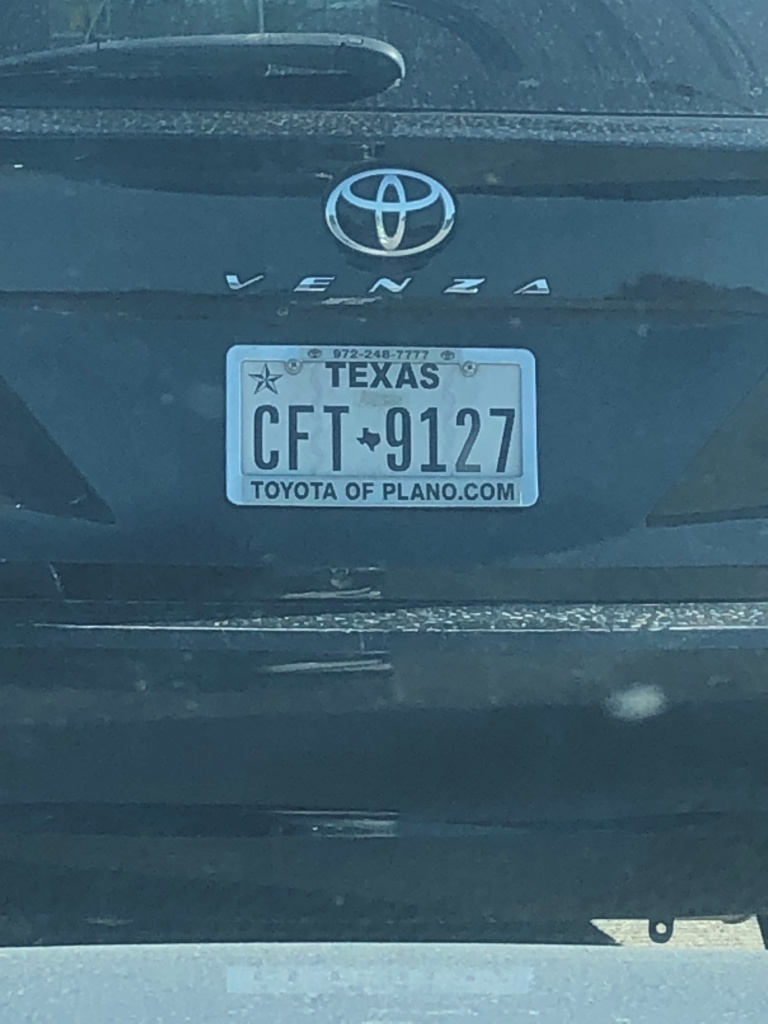 VENZA
972-248-7777
TEXAS
CFT 9127
TOYOTA OF PLANO.COM